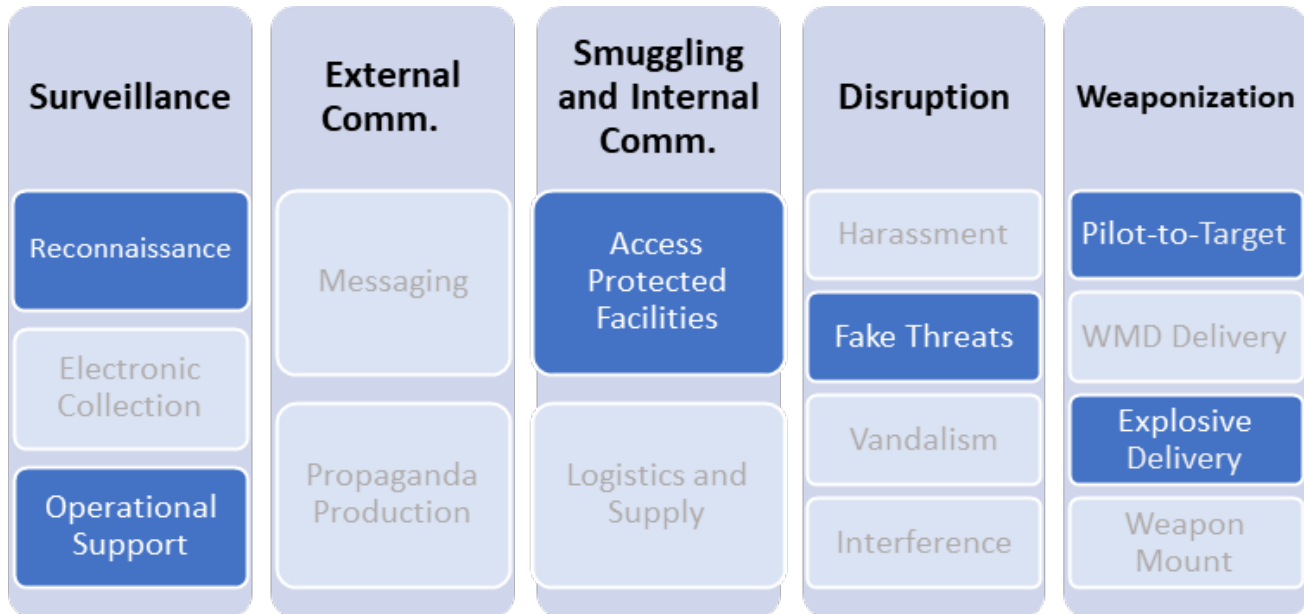 Surveillance
Reconnaissance
Electronic
Collection
Operational
Support
External
Comm.
Messaging
Propaganda
Production
Smuggling
and Internal
Comm.
Access
Protected
Facilities
Logistics and
Supply
Disruption
Harassment
Fake Threats
Vandalism
Interference
Weaponization
Pilot-to-Target
WMD Delivery
Explosive
Delivery
Weapon
Mount